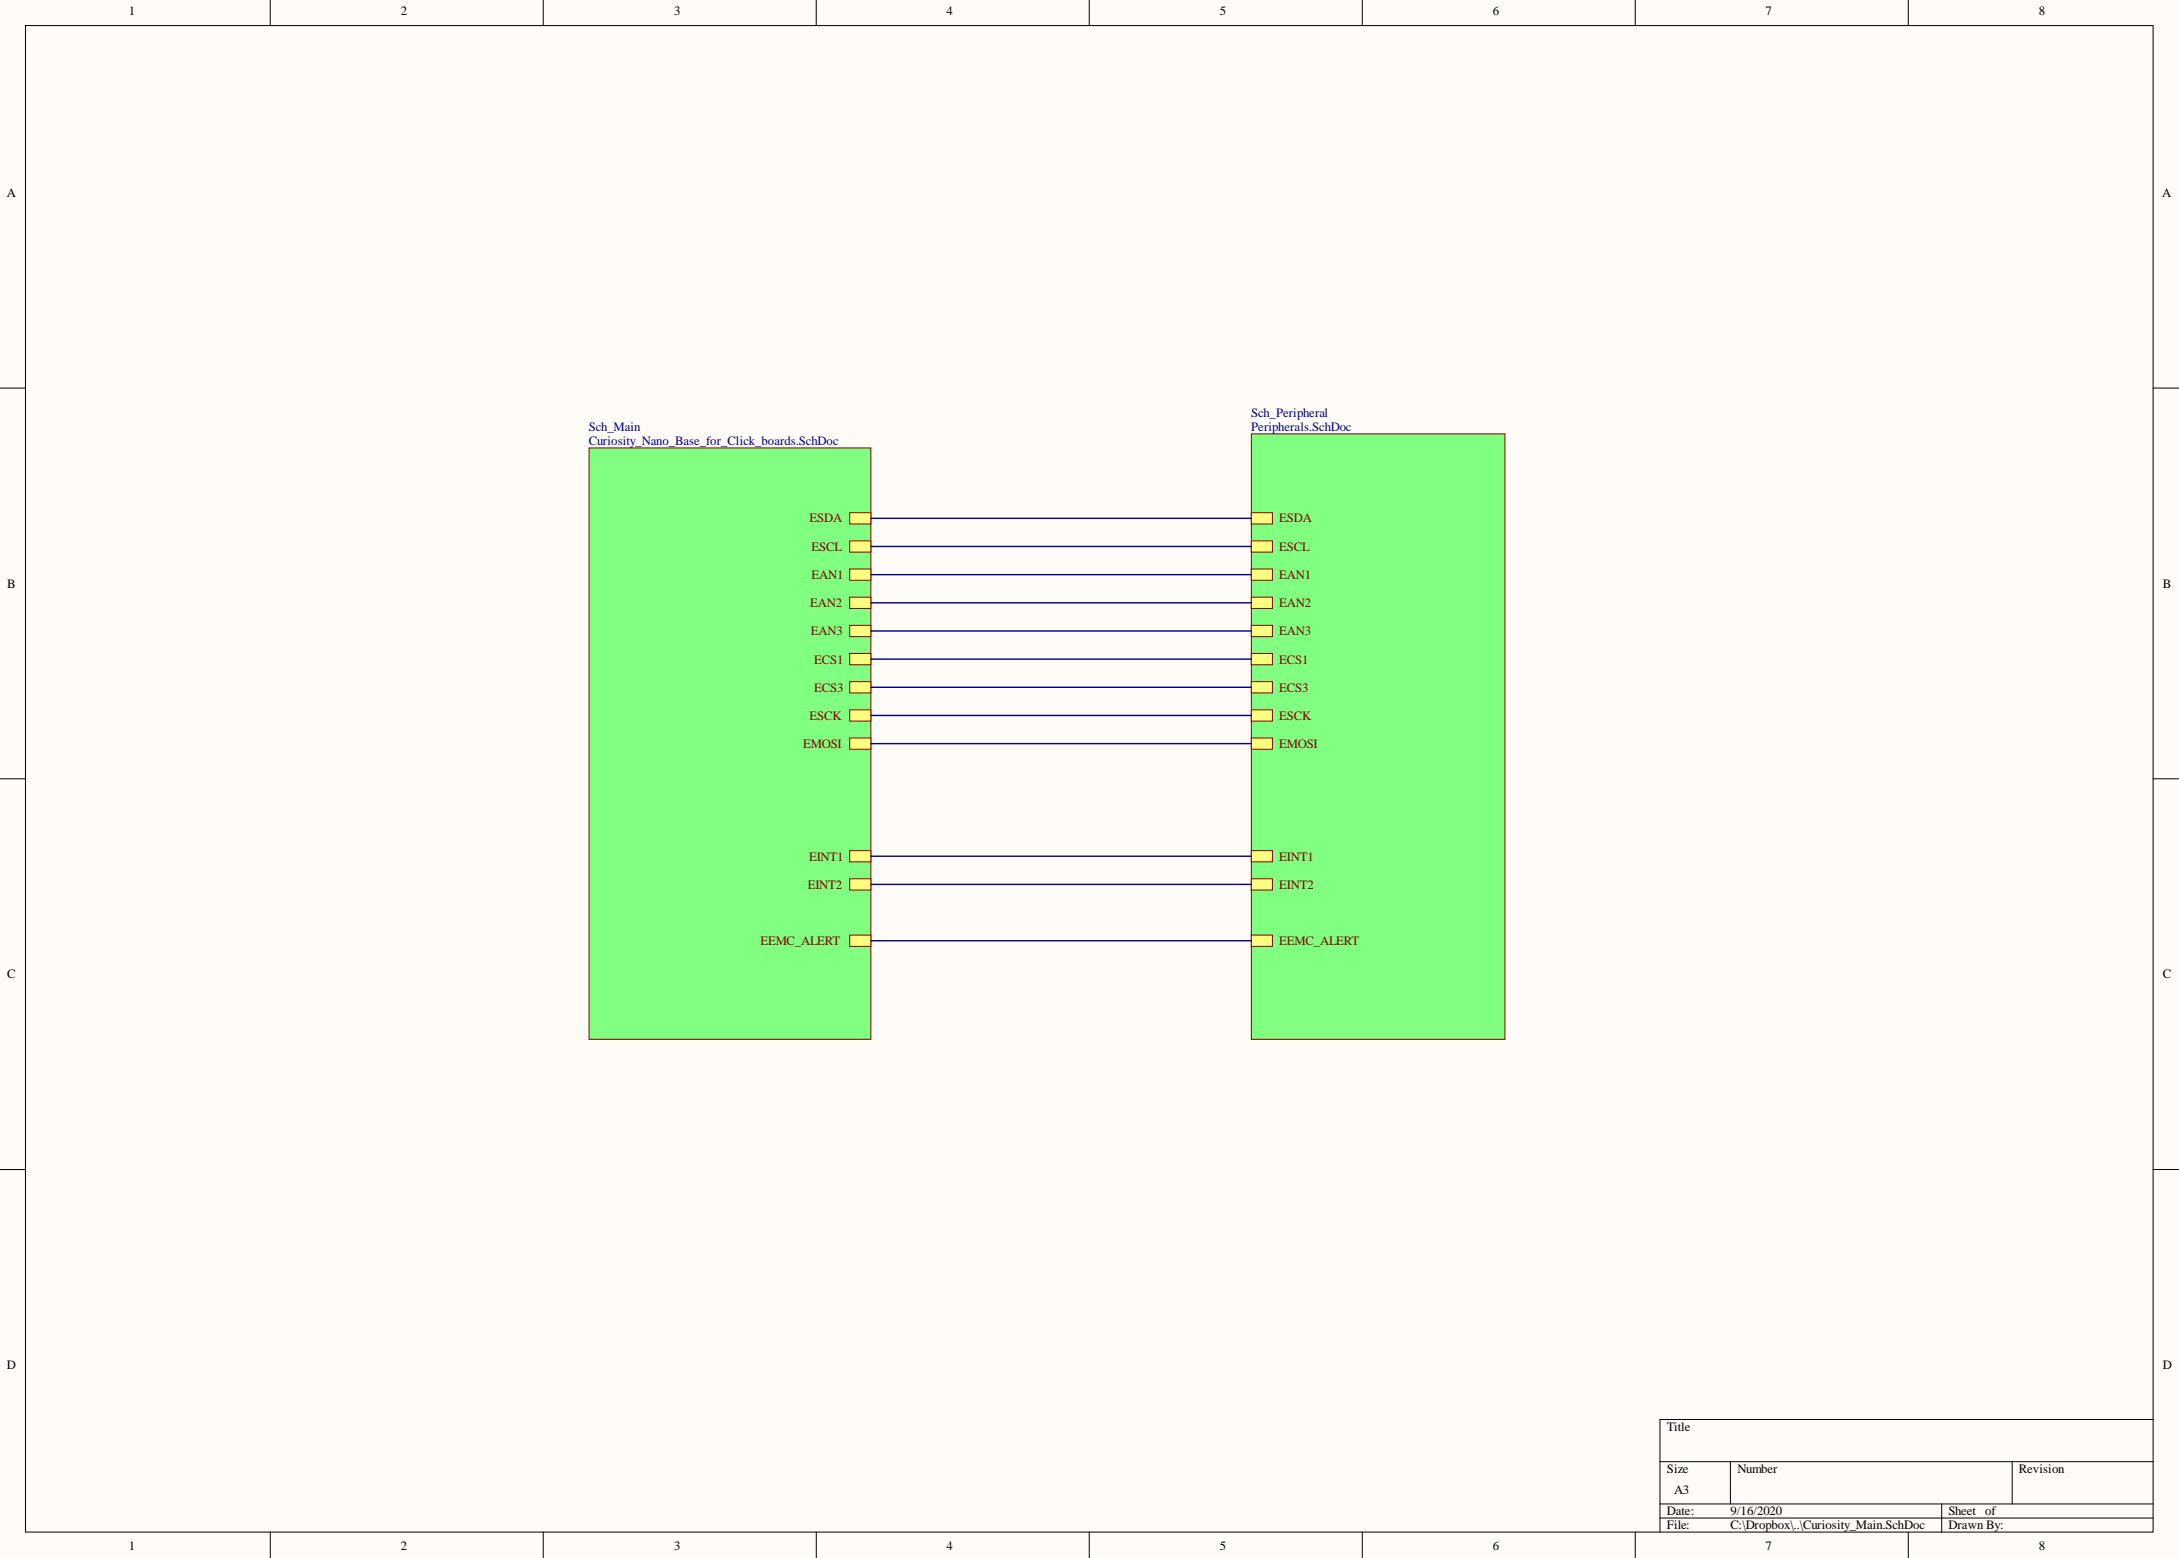 1 2 3 4 5 6 7 8
A A
Sch_Peripheral
Peripherals.SchDoc
Sch_Main
Curiosity_Nano_Base_for_Click_boards.SchDoc
ESDA ESDA
ESCL ESCL
EAN1 EAN1
B B
EAN2 EAN2
EAN3 EAN3
ECS1 ECS1
ECS3 ECS3
ESCK ESCK
EMOSI EMOSI
EINT1 EINT1
EINT2 EINT2
EEMC_ALERT EEMC_ALERT
C C
D D
Title
Size Number Revision
A3
Date: 9/16/2020 Sheet of
File: C:\Dropbox\..\Curiosity_Main.SchDoc Drawn By:
1 2 3 4 5 6 7 8